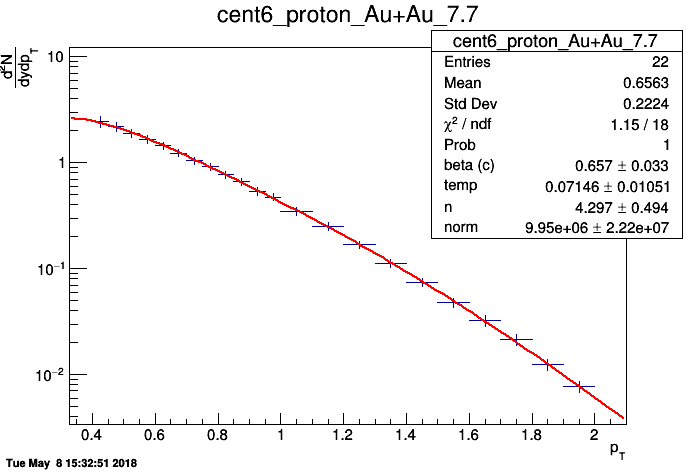 cent6_proton_Au+Au_7.7
d²N
dydp_T
cent6_proton_Au+Au_7.7
Entries 22
Mean 0.6563
Std Dev 0.2224
χ² / ndf 1.15 / 18
Prob 1
beta (c) 0.657 ± 0.033
temp 0.07146 ± 0.01051
n 4.297 ± 0.494
norm 9.95e+06 ± 2.22e+07
10
1
10⁻¹
10⁻²
0.4 0.6 0.8 1 1.2 1.4 1.6 1.8 2
p_T
Tue May 8 15:32:51 2018